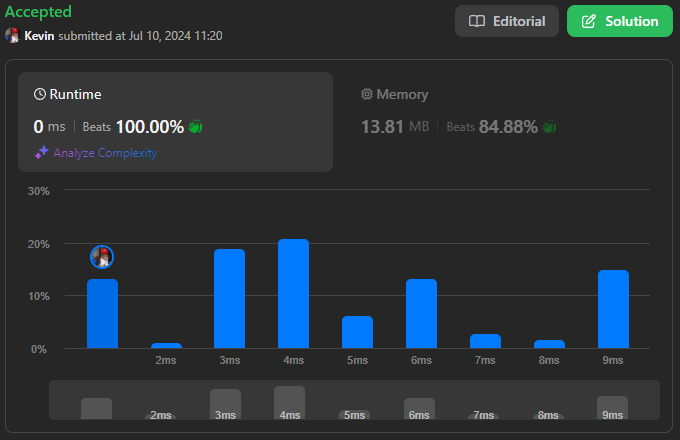 Accepted
Editorial
Solution
Kevin submitted at Jul 10, 2024 11:20
Runtime
Memory
0 ms Beats 100.00%
13.81 MB Beats 84.88%
Analyze Complexity
30%
20%
10%
0%
2ms 3ms 4ms 5ms 6ms 7ms 8ms 9ms
2ms 3ms 4ms 5ms 6ms 7ms 8ms 9ms